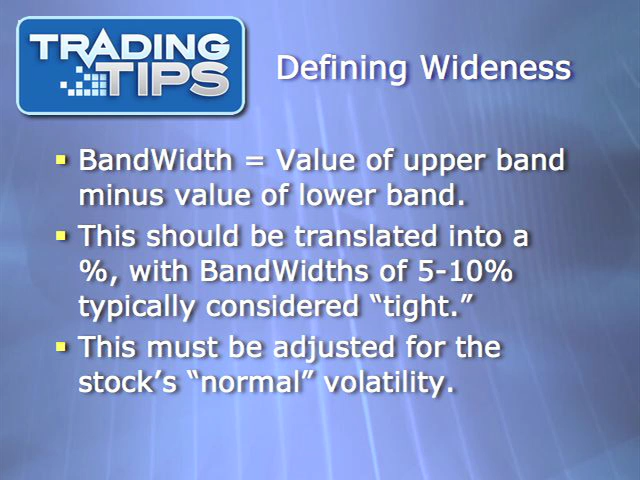 TRADING
TIPS
Defining Wideness
BandWidth = Value of upper band
minus value of lower band.
This should be translated into a
%, with BandWidths of 5-10%
typically considered “tight.”
This must be adjusted for the
stock’s “normal” volatility.